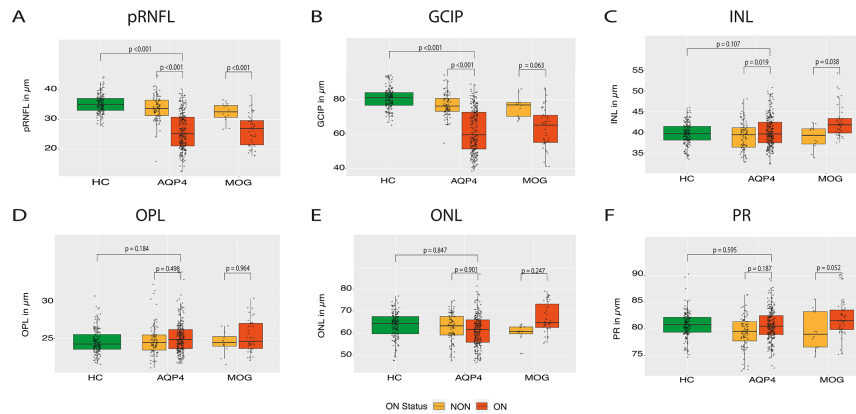 A pRNFL
p <0.001
p <0.001 p <0.001
pRNFL in µm
40
30
20
HC AQP4 MOG
B GCIP
p <0.001
p <0.001 p = 0.063
GCIP in µm
80
60
40
HC AQP4 MOG
C INL
p = 0.107
p = 0.019 p = 0.038
INL in µm
55
50
45
40
35
HC AQP4 MOG
D OPL
p = 0.184
p = 0.498 p = 0.964
OPL in µm
30
25
HC AQP4 MOG
E ONL
p = 0.847
p = 0.901 p = 0.247
ONL in µm
80
70
60
50
HC AQP4 MOG
F PR
p = 0.595
p = 0.187 p = 0.052
PR in µvm
90
85
80
75
HC AQP4 MOG
ON Status NON ON